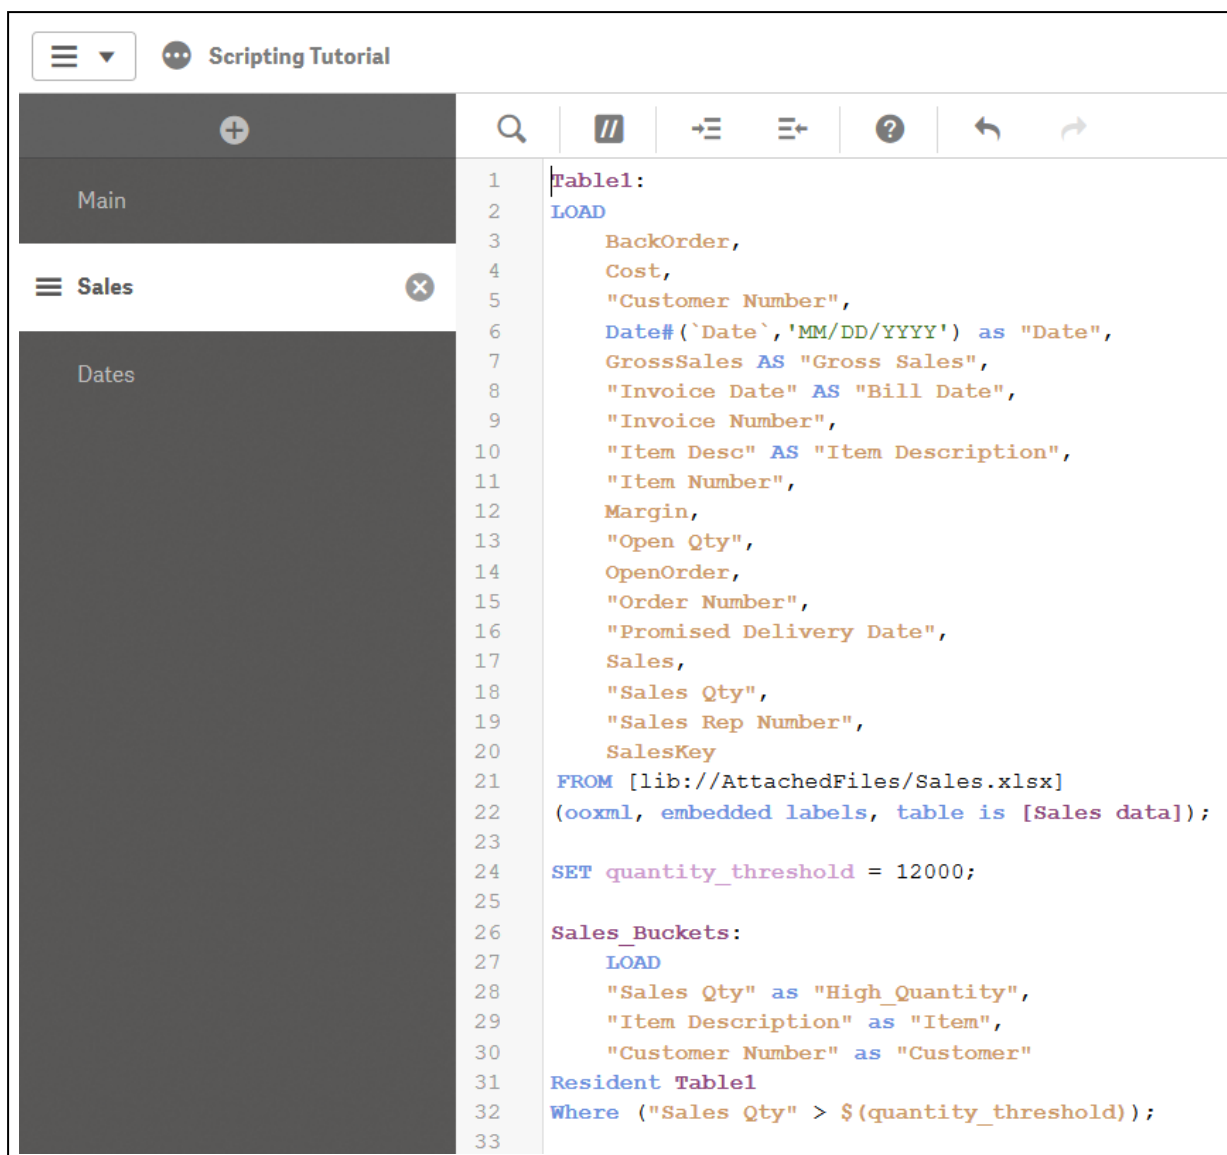 Scripting Tutorial
Main
Sales
Dates
//
?
1 Table1:
2 LOAD
3 BackOrder,
4 Cost,
5 "Customer Number",
6 Date#(`Date`,'MM/DD/YYYY') as "Date",
7 GrossSales AS "Gross Sales",
8 "Invoice Date" AS "Bill Date",
9 "Invoice Number",
10 "Item Desc" AS "Item Description",
11 "Item Number",
12 Margin,
13 "Open Qty",
14 OpenOrder,
15 "Order Number",
16 "Promised Delivery Date",
17 Sales,
18 "Sales Qty",
19 "Sales Rep Number",
20 SalesKey
21 FROM [lib://AttachedFiles/Sales.xlsx]
22 (ooxml, embedded labels, table is [Sales data]);
23
24 SET quantity_threshold = 12000;
25
26 Sales_Buckets:
27 LOAD
28 "Sales Qty" as "High_Quantity",
29 "Item Description" as "Item",
30 "Customer Number" as "Customer"
31 Resident Table1
32 Where ("Sales Qty" > $(quantity_threshold));
33